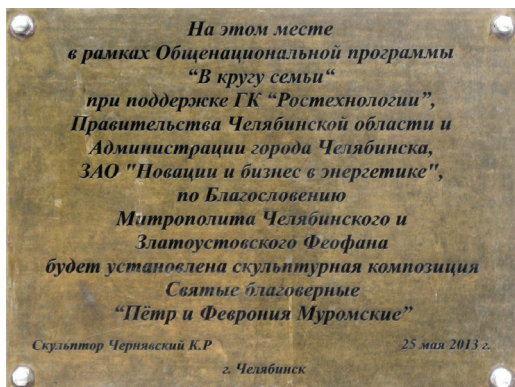 На этом месте
в рамках Общенациональной программы
“В кругу семьи“
при поддержке ГК “Ростехнологии”,
Правительства Челябинской области и
Администрации города Челябинска,
ЗАО "Новации и бизнес в энергетике",
по Благословению
Митрополита Челябинского и
Златоустовского Феофана
будет установлена скульптурная композиция
Святые благоверные
“Пётр и Феврония Муромские”
Скульптор Чернявский К.Р 25 мая 2013 г.
г. Челябинск